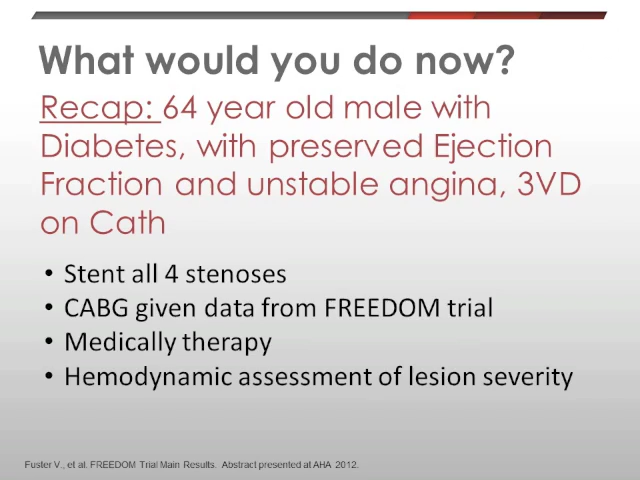 What would you do now?
Recap: 64 year old male with
Diabetes, with preserved Ejection
Fraction and unstable angina, 3VD
on Cath
• Stent all 4 stenoses
• CABG given data from FREEDOM trial
• Medically therapy
• Hemodynamic assessment of lesion severity
Fuster V., et al. FREEDOM Trial Main Results. Abstract presented at AHA 2012.